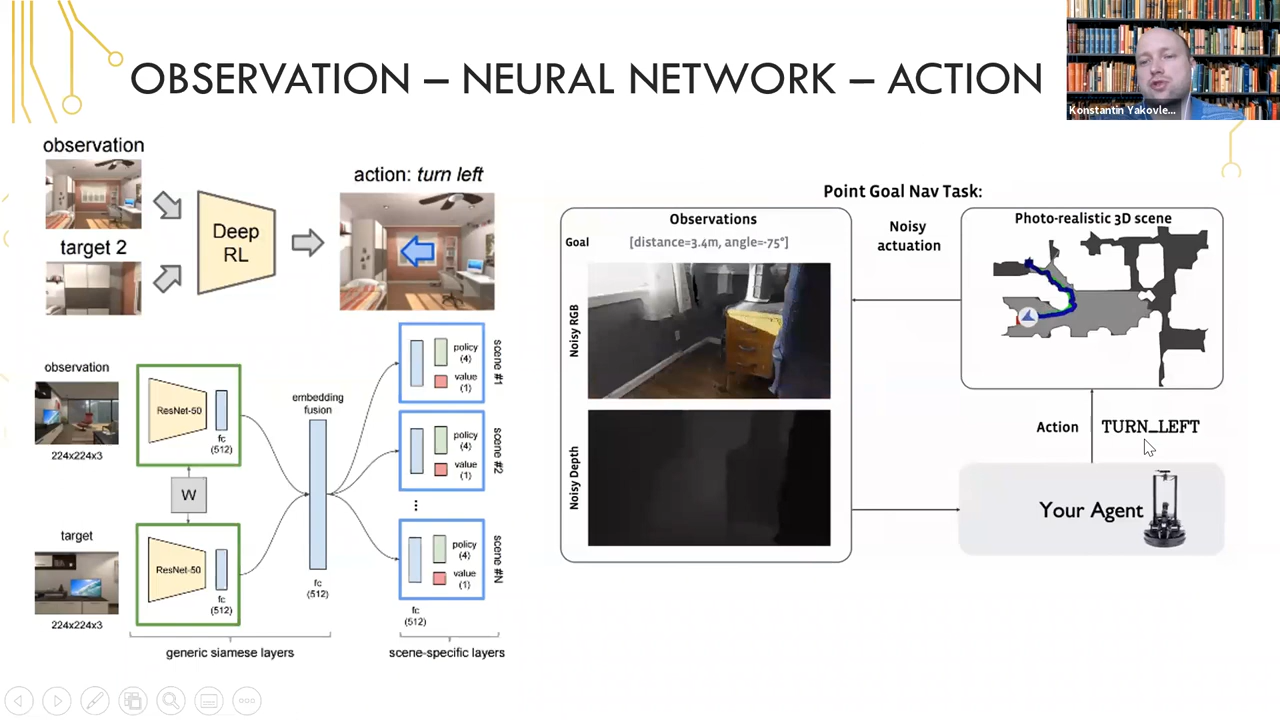 OBSERVATION – NEURAL NETWORK – ACTION
Konstantin Yakovle...
observation
target 2
Deep
RL
action: turn left
observation
224x224x3
target
224x224x3
ResNet-50
fc
(512)
W
ResNet-50
fc
(512)
generic siamese layers
embedding
fusion
fc
(512)
policy
(4)
value
(1)
scene #1
policy
(4)
value
(1)
scene #2
policy
(4)
value
(1)
scene #N
fc
(512)
scene-specific layers
Point Goal Nav Task:
Observations
Goal
[distance=3.4m, angle=-75°]
Noisy RGB
Noisy Depth
Noisy
actuation
Photo-realistic 3D scene
Action
TURN_LEFT
Your Agent